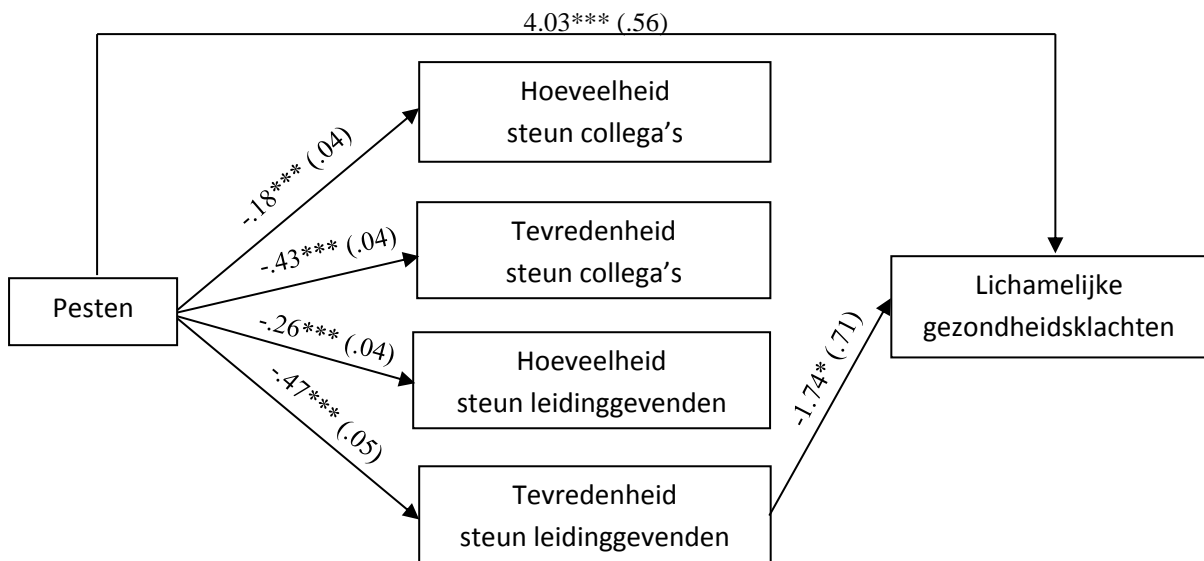 4.03*** (.56)
Hoeveelheid
steun collega’s
-.18*** (.04)
Tevredenheid
steun collega’s
-.43*** (.04)
Pesten
Lichamelijke
gezondheidsklachten
-.26*** (.04)
Hoeveelheid
steun leidinggevenden
-.47*** (.05)
-1.74* (.71)
Tevredenheid
steun leidinggevenden